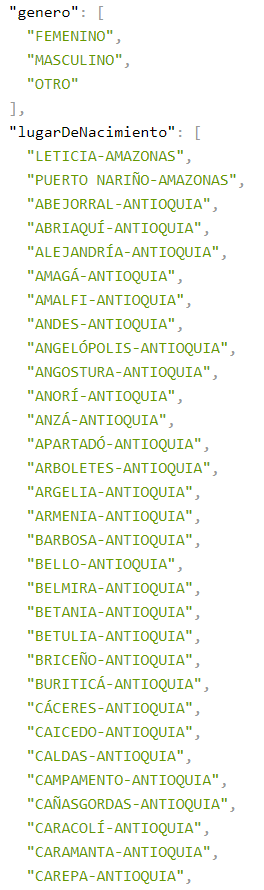 "genero": [
"FEMENINO",
"MASCULINO",
"OTRO"
],
"lugarDeNacimiento": [
"LETICIA-AMAZONAS",
"PUERTO NARIÑO-AMAZONAS",
"ABEJORRAL-ANTIOQUIA",
"ABRIAQUÍ-ANTIOQUIA",
"ALEJANDRÍA-ANTIOQUIA",
"AMAGÁ-ANTIOQUIA",
"AMALFI-ANTIOQUIA",
"ANDES-ANTIOQUIA",
"ANGELÓPOLIS-ANTIOQUIA",
"ANGOSTURA-ANTIOQUIA",
"ANORÍ-ANTIOQUIA",
"ANZÁ-ANTIOQUIA",
"APARTADÓ-ANTIOQUIA",
"ARBOLETES-ANTIOQUIA",
"ARGELIA-ANTIOQUIA",
"ARMENIA-ANTIOQUIA",
"BARBOSA-ANTIOQUIA",
"BELLO-ANTIOQUIA",
"BELMIRA-ANTIOQUIA",
"BETANIA-ANTIOQUIA",
"BETULIA-ANTIOQUIA",
"BRICEÑO-ANTIOQUIA",
"BURITICÁ-ANTIOQUIA",
"CÁCERES-ANTIOQUIA",
"CAICEDO-ANTIOQUIA",
"CALDAS-ANTIOQUIA",
"CAMPAMENTO-ANTIOQUIA",
"CAÑASGORDAS-ANTIOQUIA",
"CARACOLÍ-ANTIOQUIA",
"CARAMANTA-ANTIOQUIA",
"CAREPA-ANTIOQUIA",